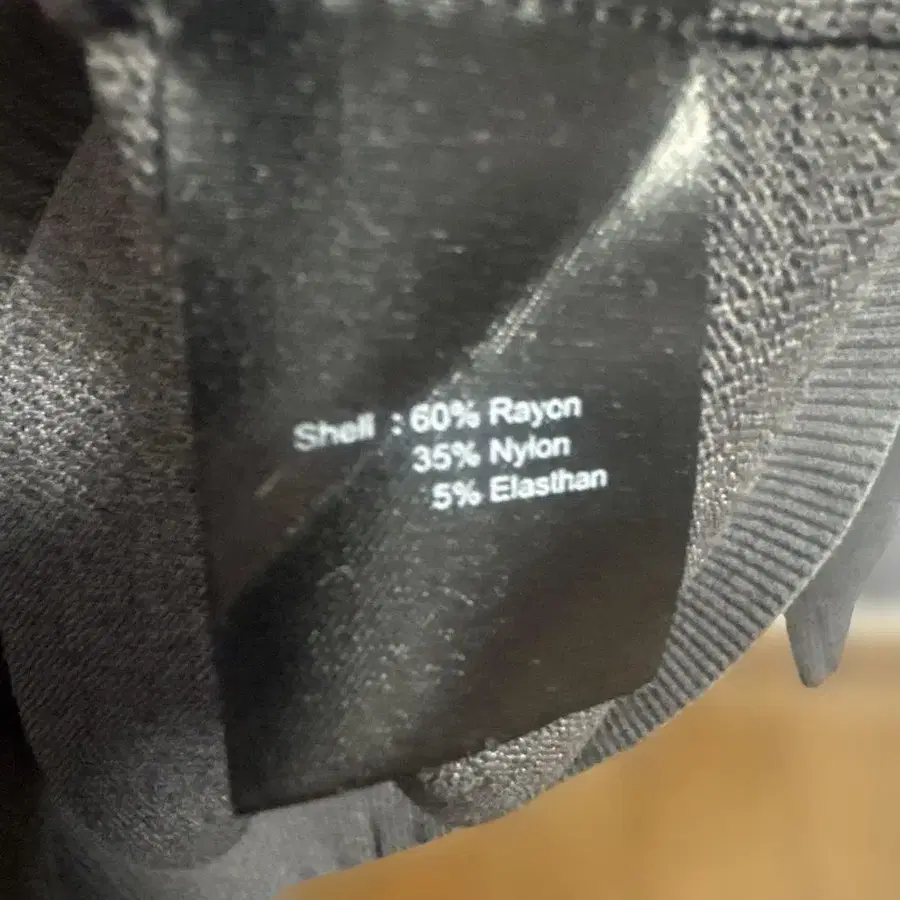 Shell : 60% Rayon
35% Nylon
5% Elasthan